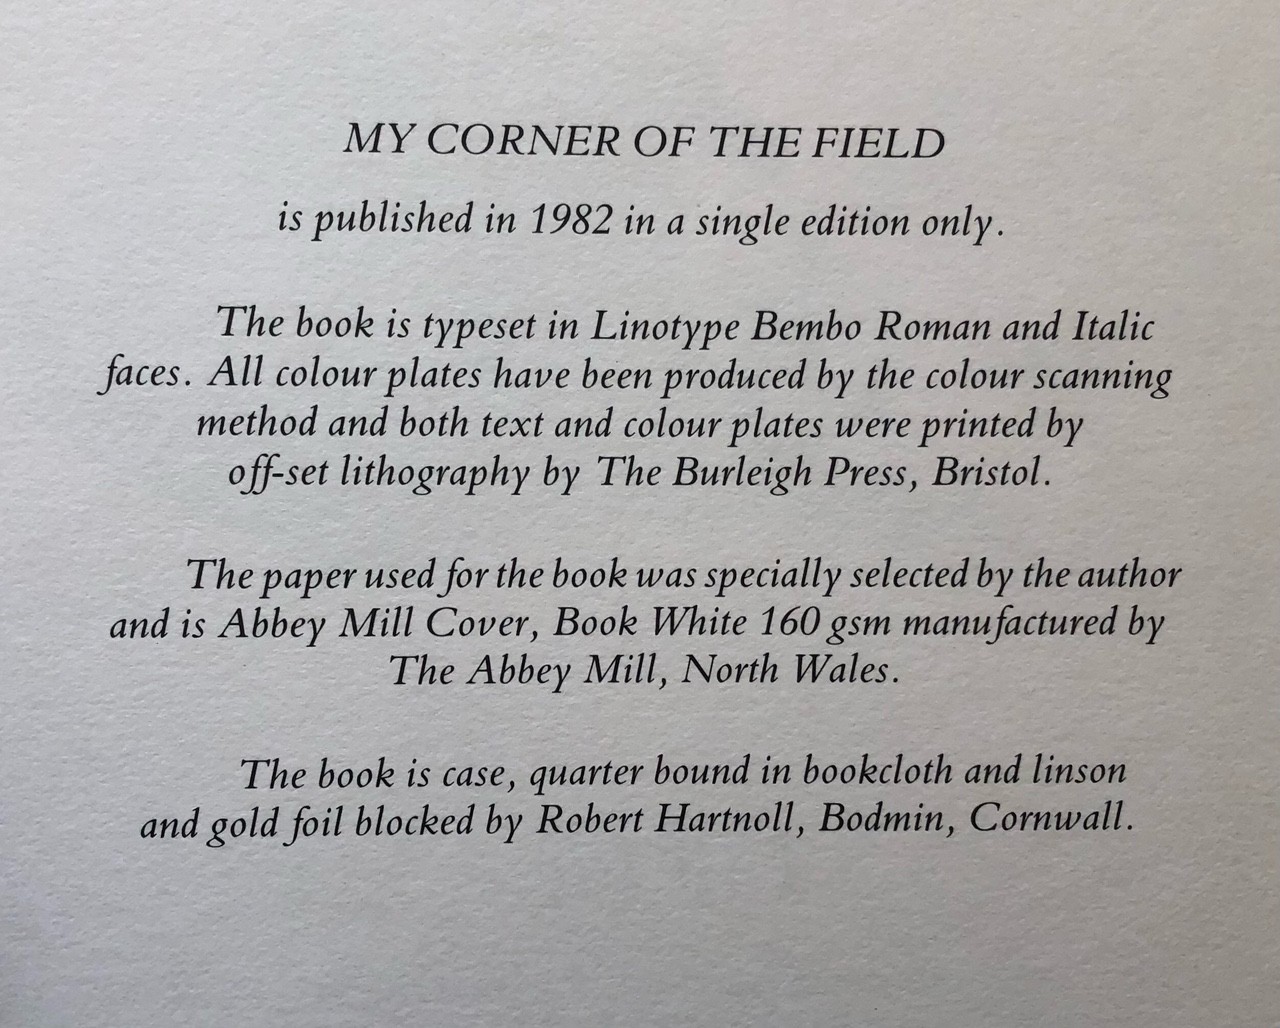 MY CORNER OF THE FIELD
is published in 1982 in a single edition only.
The book is typeset in Linotype Bembo Roman and Italic
faces. All colour plates have been produced by the colour scanning
method and both text and colour plates were printed by
off-set lithography by The Burleigh Press, Bristol.
The paper used for the book was specially selected by the author
and is Abbey Mill Cover, Book White 160 gsm manufactured by
The Abbey Mill, North Wales.
The book is case, quarter bound in bookcloth and linson
and gold foil blocked by Robert Hartnoll, Bodmin, Cornwall.